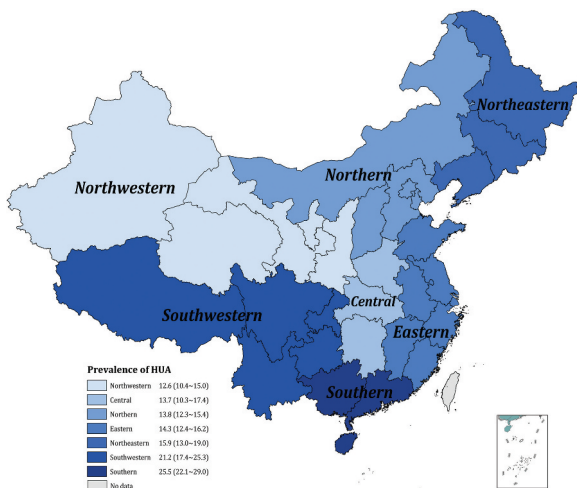 Northeastern
Northern
Northwestern
Central
Southwestern
Eastern
Southern
Prevalence of HUA
Northwestern 12.6 (10.4~15.0)
Central 13.7 (10.3~17.4)
Northern 13.8 (12.3~15.4)
Eastern 14.3 (12.4~16.2)
Northeastern 15.9 (13.0~19.0)
Southwestern 21.2 (17.4~25.3)
Southern 25.5 (22.1~29.0)
No data